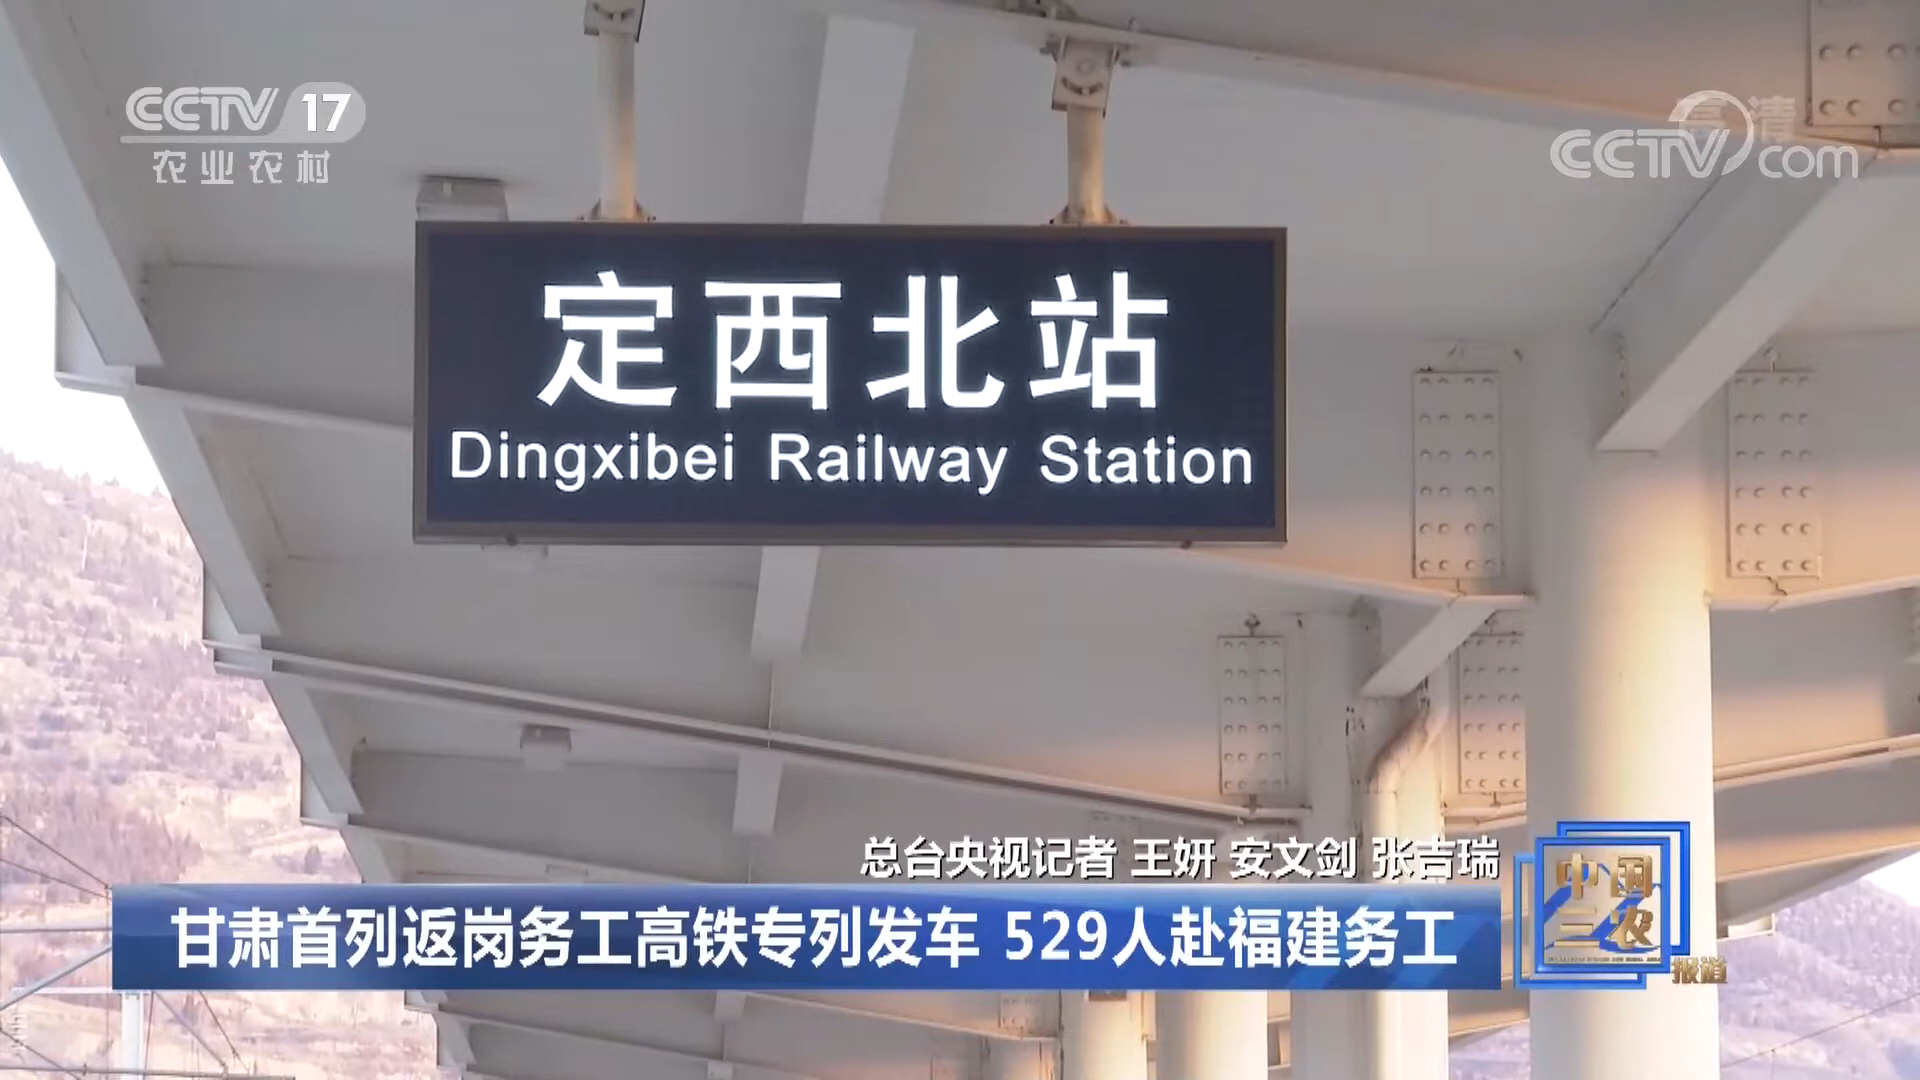 CCTV 17
农业农村
高清
CCTV com
定西北站
Dingxibei Railway Station
总台央视记者 王妍 安文剑 张吉瑞
甘肃首列返岗务工高铁专列发车 529人赴福建务工
中国
三农
报道